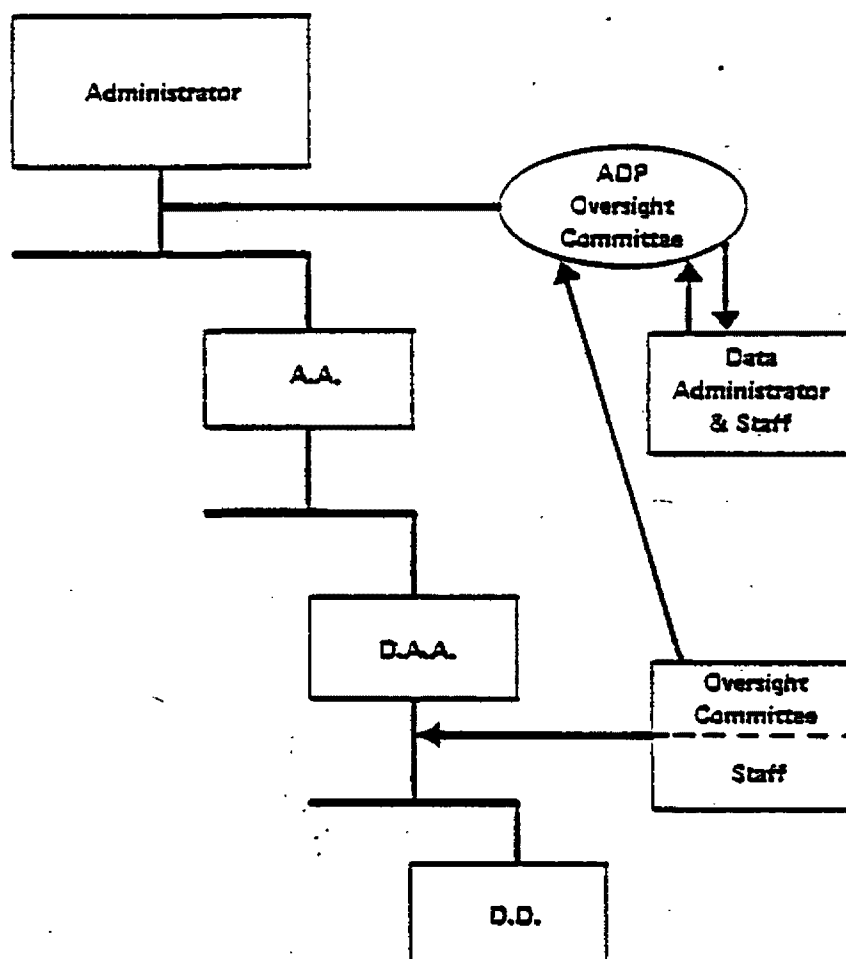 Administrator
ADP
Oversight
Committee
A.A.
Data
Administrator
& Staff
D.A.A.
Oversight
Committee
Staff
D.D.